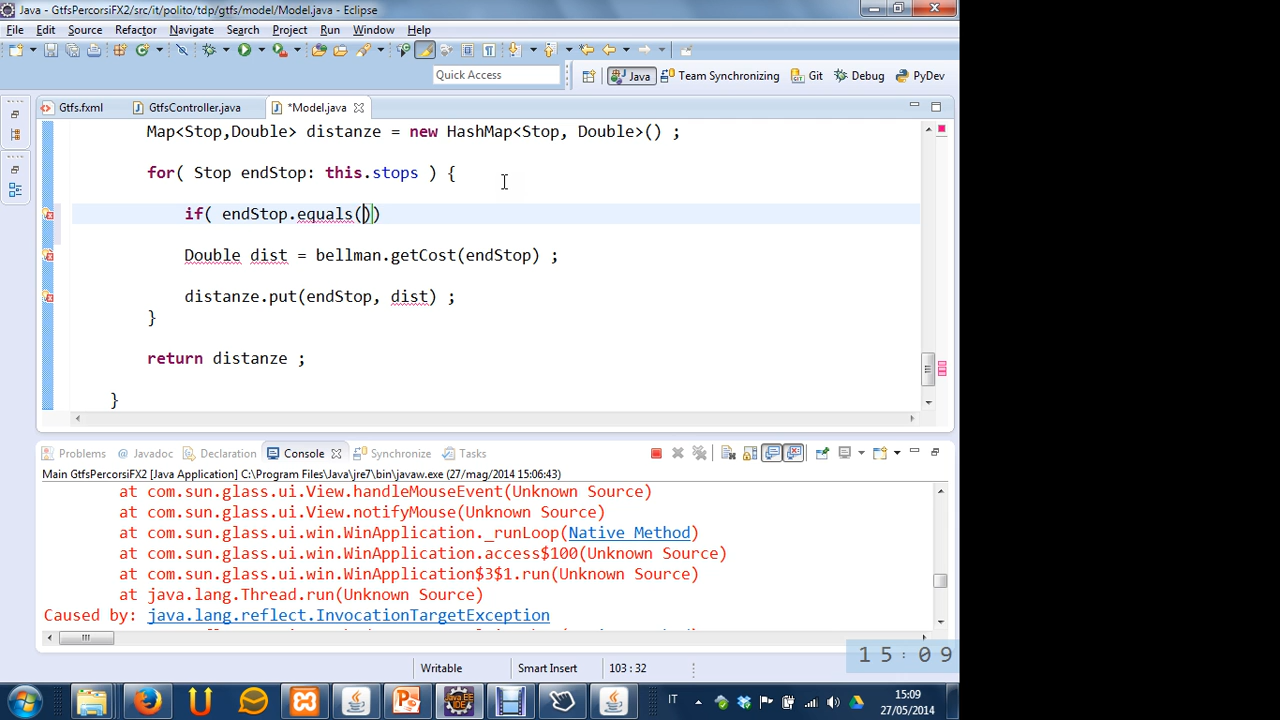 Java - GtfsPercorsiFX2/src/it/polito/tdp/gtfs/model/Model.java - Eclipse
File Edit Source Refactor Navigate Search Project Run Window Help
Quick Access Java Team Synchronizing Git Debug PyDev
Gtfs.fxml GtfsController.java *Model.java
Map<Stop,Double> distanze = new HashMap<Stop, Double>() ;
for( Stop endStop: this.stops ) {
if( endStop.equals())
Double dist = bellman.getCost(endStop) ;
distanze.put(endStop, dist) ;
}
return distanze ;
}
Problems Javadoc Declaration Console Synchronize Tasks
Main GtfsPercorsiFX2 [Java Application] C:\Program Files\Java\jre7\bin\javaw.exe (27/mag/2014 15:06:43)
at com.sun.glass.ui.View.handleMouseEvent(Unknown Source)
at com.sun.glass.ui.View.notifyMouse(Unknown Source)
at com.sun.glass.ui.win.WinApplication._runLoop(Native Method)
at com.sun.glass.ui.win.WinApplication.access$100(Unknown Source)
at com.sun.glass.ui.win.WinApplication$3$1.run(Unknown Source)
at java.lang.Thread.run(Unknown Source)
Caused by: java.lang.reflect.InvocationTargetException
15:09
Writable Smart Insert 103 : 32
IT 15:09
27/05/2014